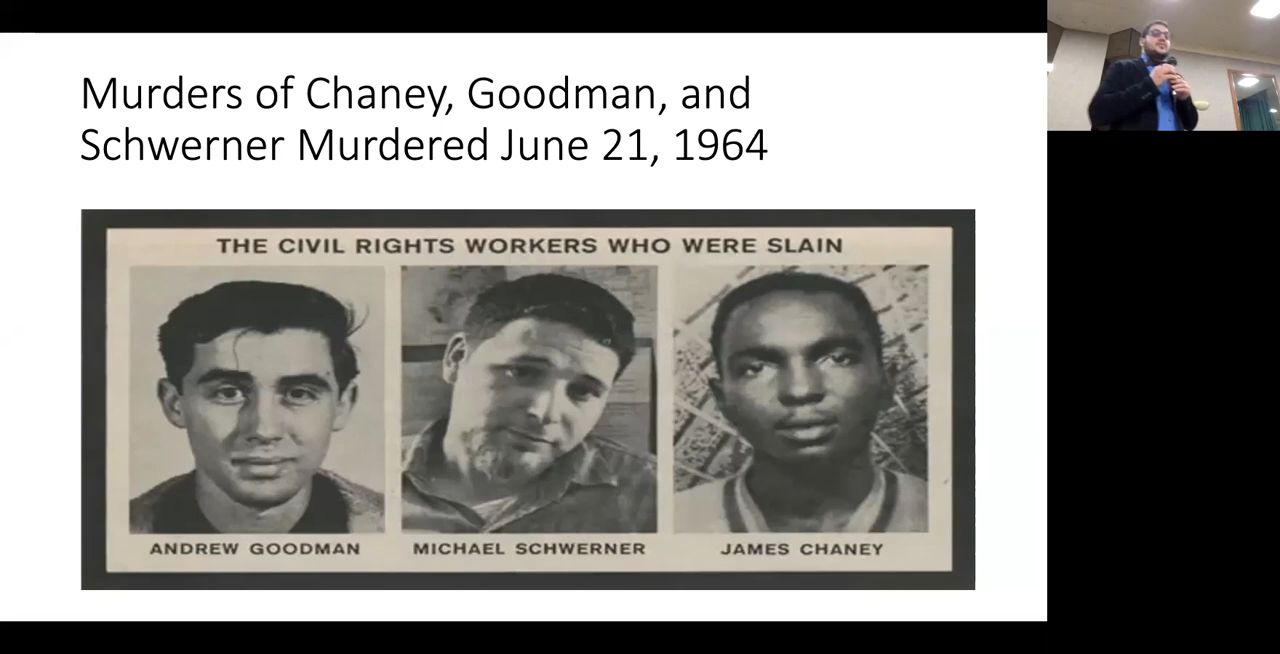 Murders of Chaney, Goodman, and
Schwerner Murdered June 21, 1964
THE CIVIL RIGHTS WORKERS WHO WERE SLAIN
ANDREW GOODMAN
MICHAEL SCHWERNER
JAMES CHANEY